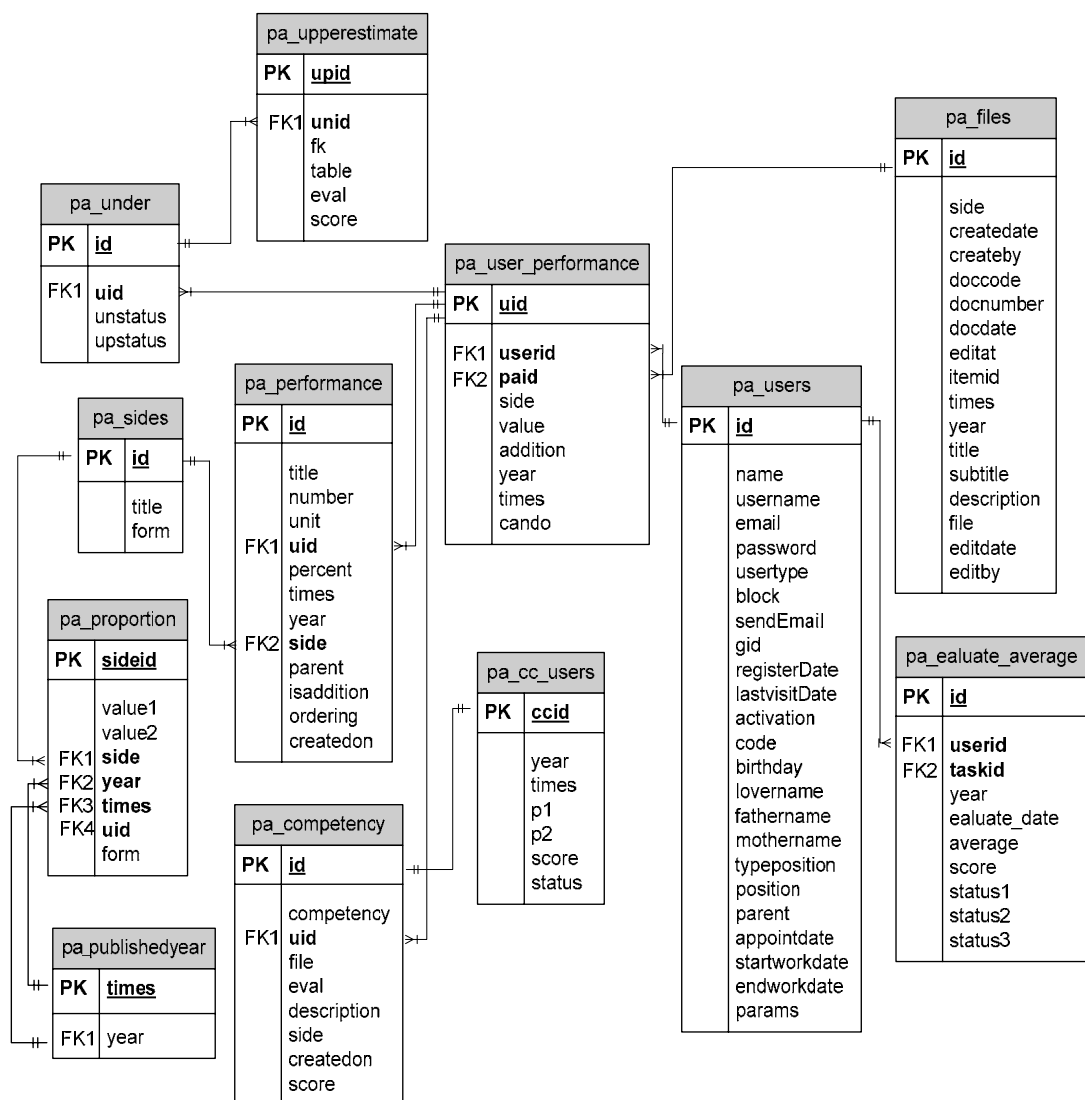 pa_upperestimate
PK upid
FK1 unid
fk
table
eval
score
pa_files
PK id
side
createdate
createby
doccode
docnumber
docdate
editat
itemid
times
year
title
subtitle
description
file
editdate
editby
pa_under
PK id
FK1 uid
unstatus
upstatus
pa_user_performance
PK uid
FK1 userid
FK2 paid
side
value
addition
year
times
cando
pa_performance
PK id
title
number
unit
FK1 uid
percent
times
year
FK2 side
parent
isaddition
ordering
createdon
pa_users
PK id
name
username
email
password
usertype
block
sendEmail
gid
registerDate
lastvisitDate
activation
code
birthday
lovername
fathername
mothername
typeposition
position
parent
appointdate
startworkdate
endworkdate
params
pa_sides
PK id
title
form
pa_proportion
PK sideid
value1
value2
FK1 side
FK2 year
FK3 times
FK4 uid
form
pa_cc_users
PK ccid
year
times
p1
p2
score
status
pa_ealuate_average
PK id
FK1 userid
FK2 taskid
year
ealuate_date
average
score
status1
status2
status3
pa_competency
PK id
competency
FK1 uid
file
eval
description
side
createdon
score
pa_publishedyear
PK times
FK1 year